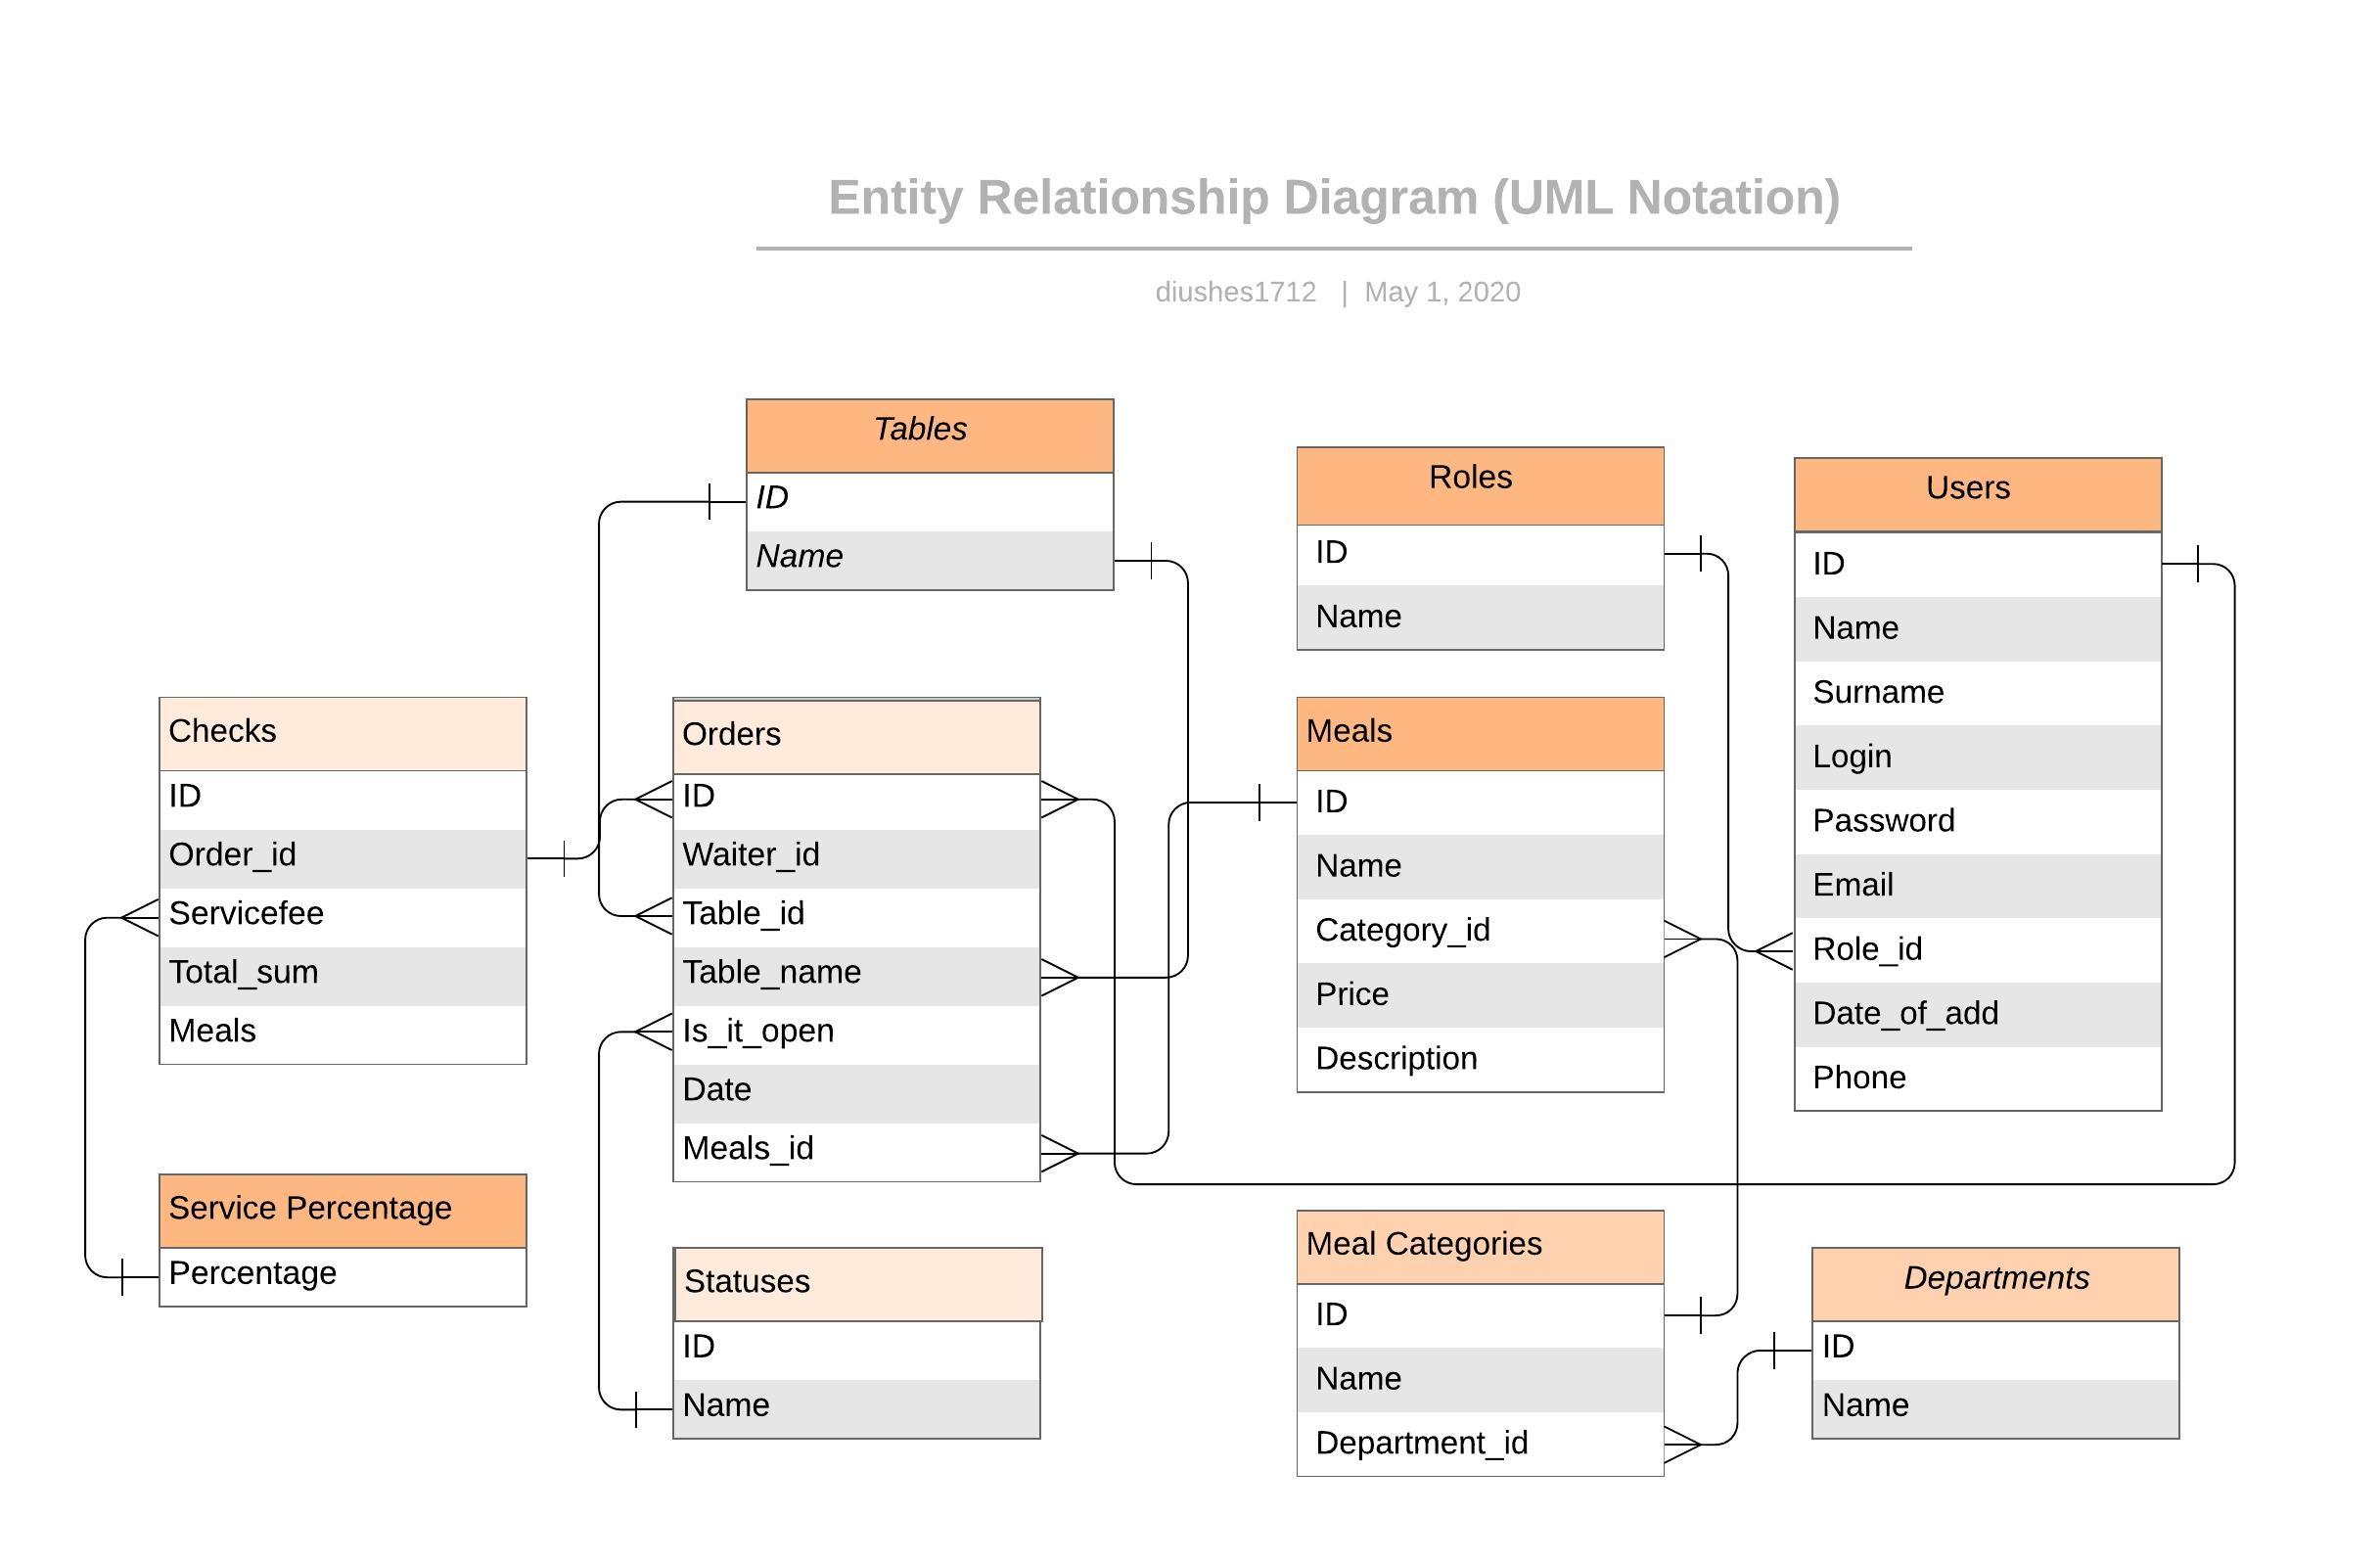 Entity Relationship Diagram (UML Notation)
diushes1712 | May 1, 2020
Tables
ID
Name
Roles
ID
Name
Users
ID
Name
Surname
Login
Password
Email
Role_id
Date_of_add
Phone
Checks
ID
Order_id
Servicefee
Total_sum
Meals
Orders
ID
Waiter_id
Table_id
Table_name
Is_it_open
Date
Meals_id
Meals
ID
Name
Category_id
Price
Description
Service Percentage
Percentage
Statuses
ID
Name
Meal Categories
ID
Name
Department_id
Departments
ID
Name